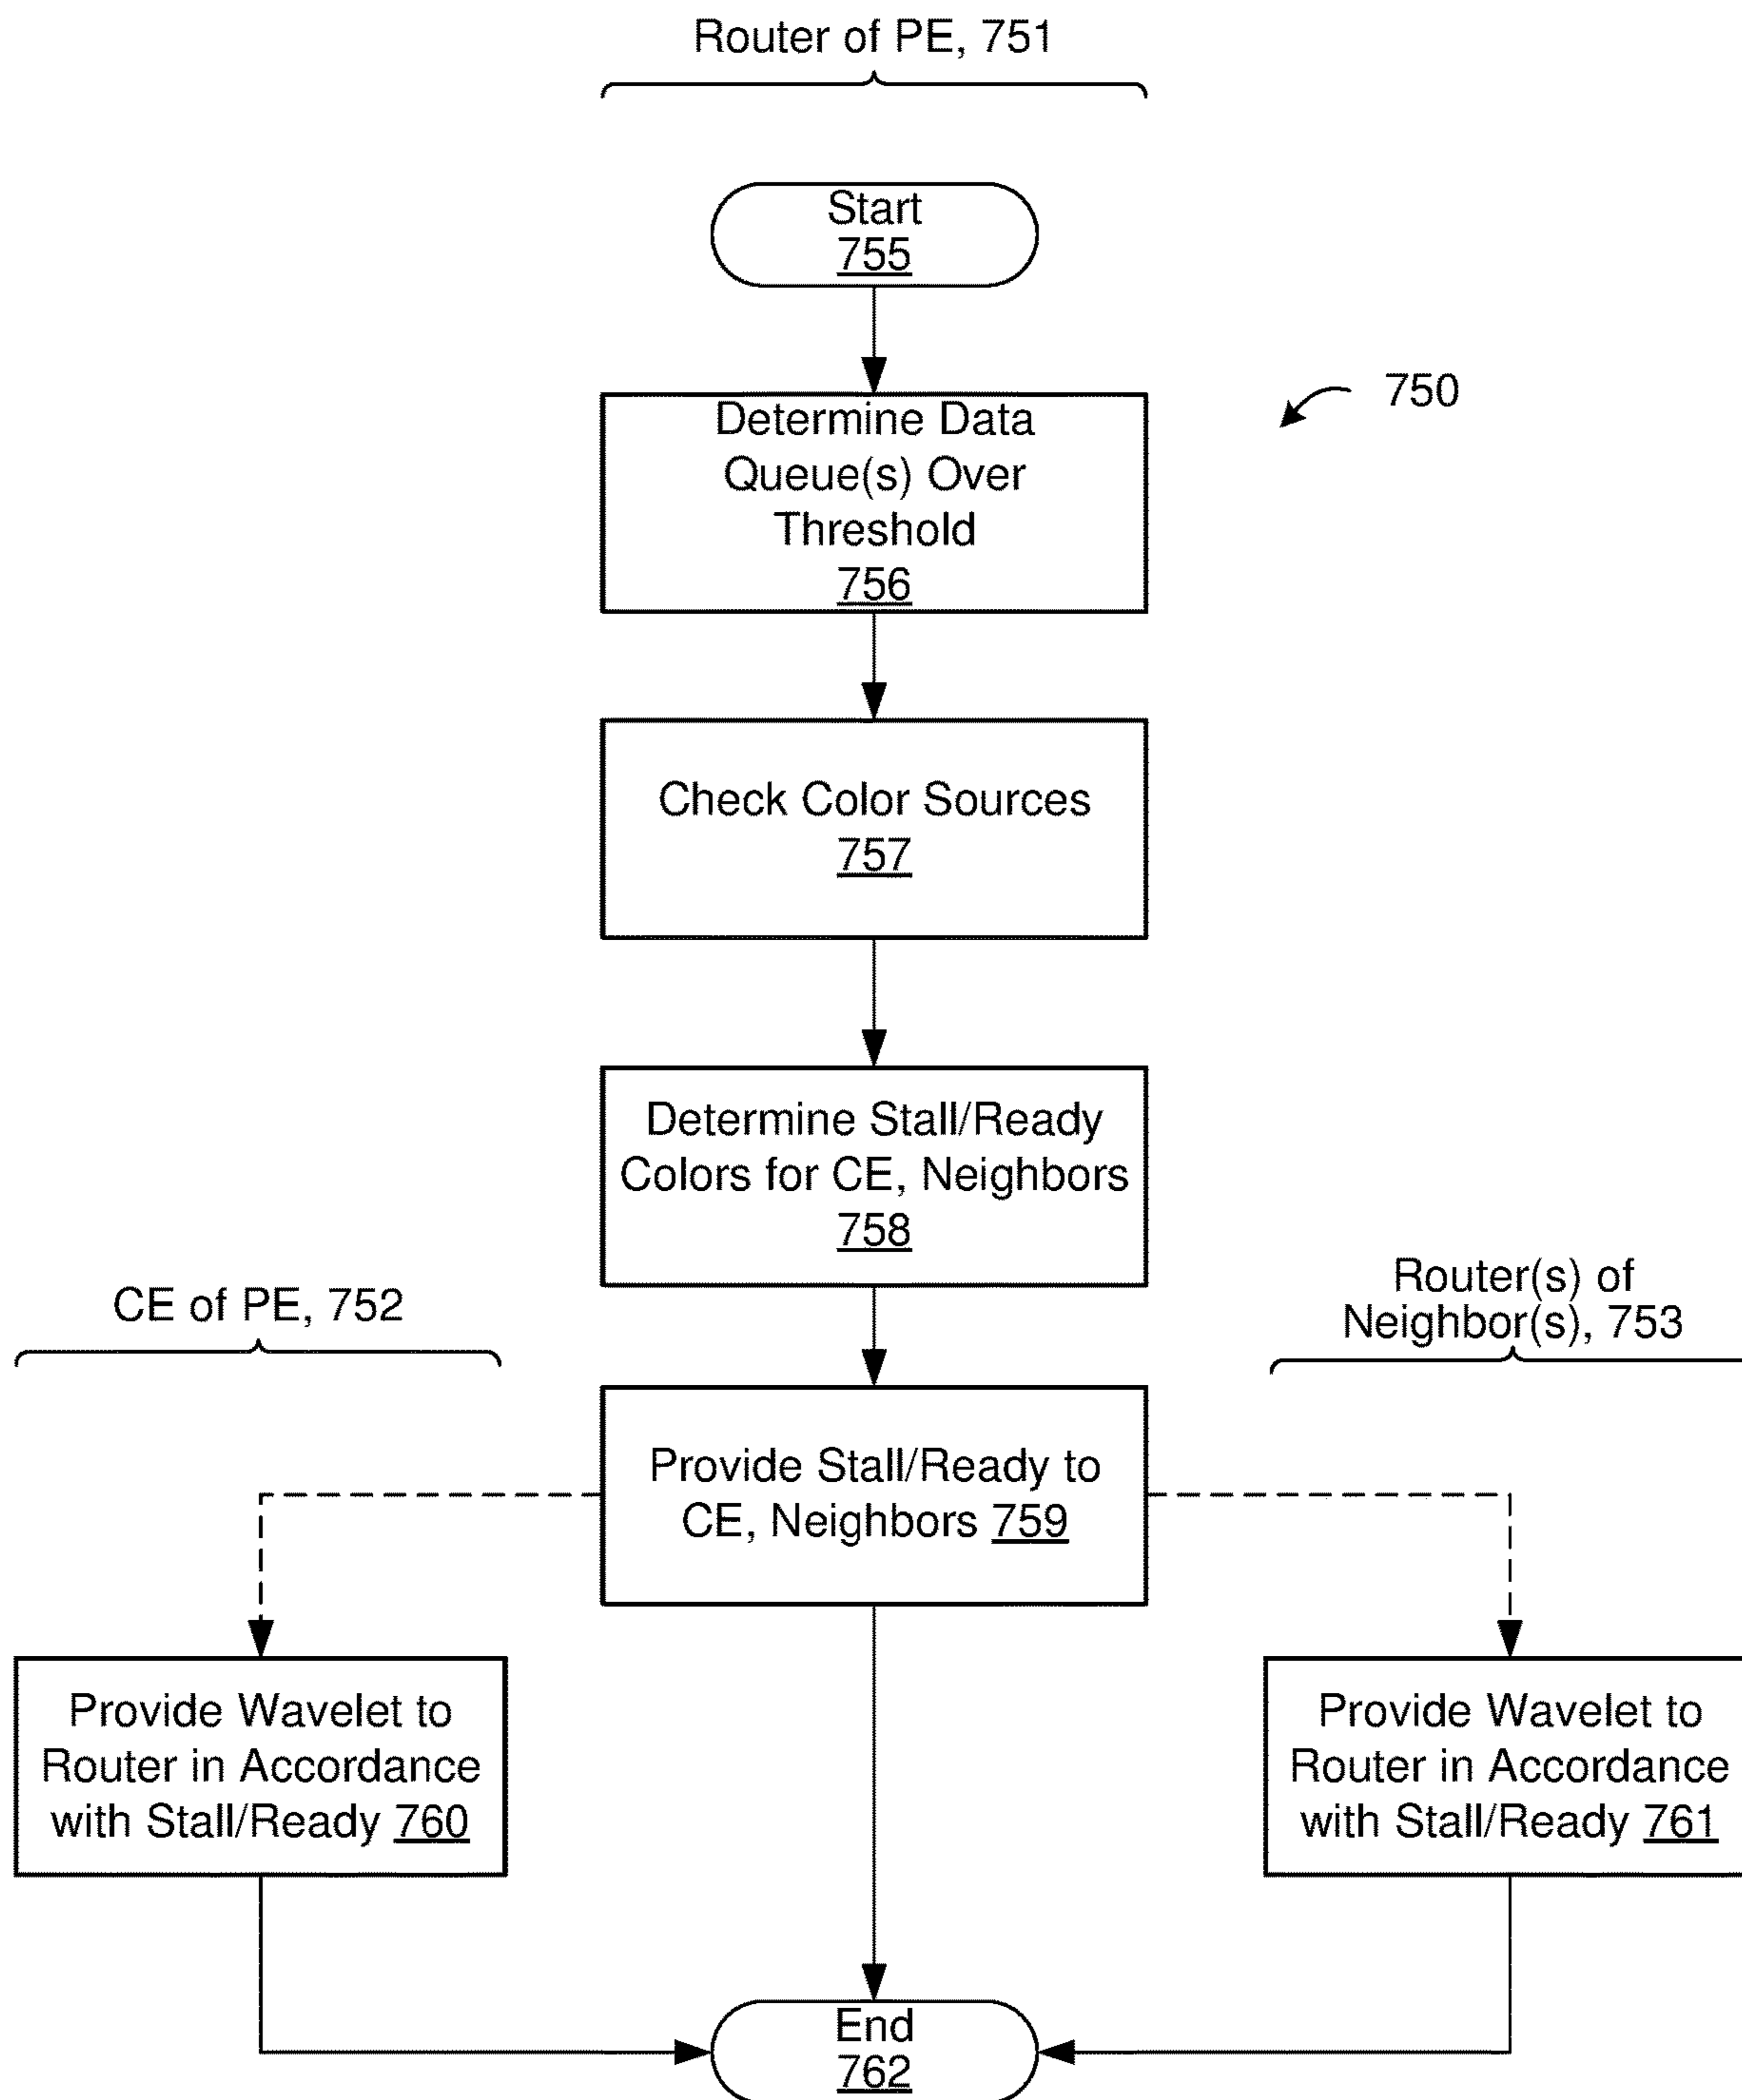 Router of PE, 751
Start
755
750
Determine Data
Queue(s) Over
Threshold
756
Check Color Sources
757
Determine Stall/Ready
Colors for CE, Neighbors
758
CE of PE, 752
Router(s) of
Neighbor(s), 753
Provide Stall/Ready to
CE, Neighbors 759
Provide Wavelet to
Router in Accordance
with Stall/Ready 760
Provide Wavelet to
Router in Accordance
with Stall/Ready 761
End
762